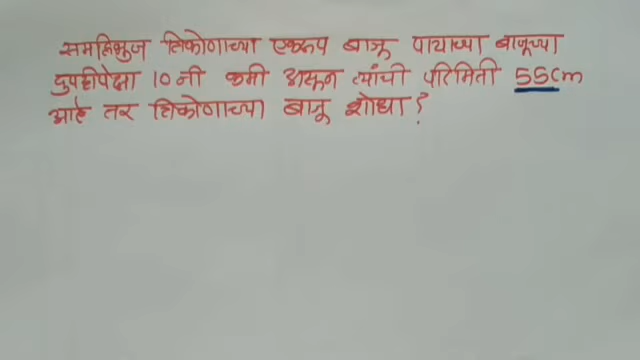 समद्विभुज त्रिकोणाच्या एकरूप बाजू पायाच्या बाजूच्या
दुपटीपेक्षा 10 नी कमी असून त्यांची परिमिती 55cm
आहे तर त्रिकोणाच्या बाजू शोधा ?